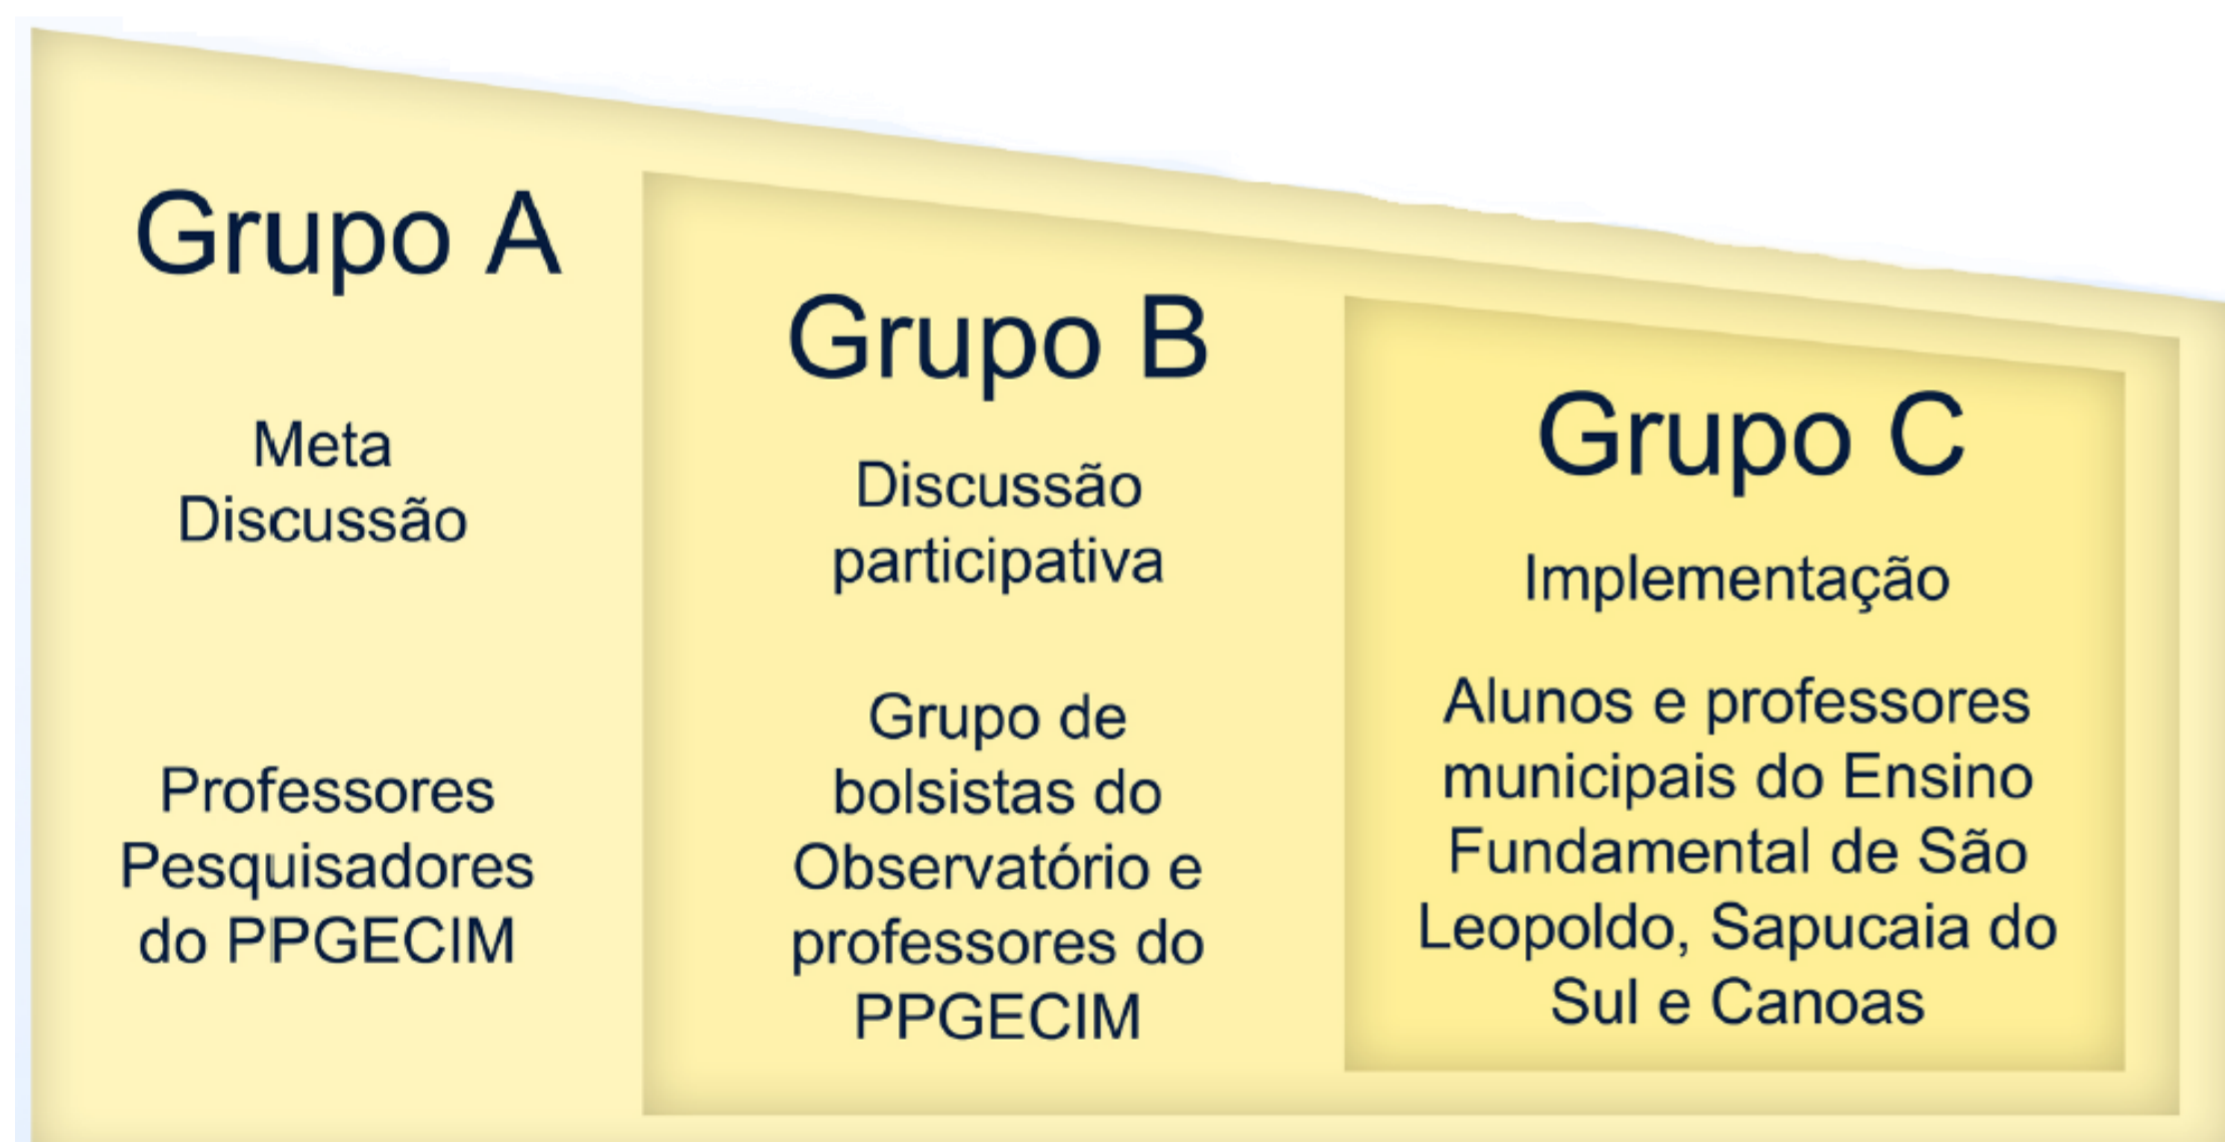 Grupo A
Meta
Discussão
Professores
Pesquisadores
do PPGECIM
Grupo B
Discussão
participativa
Grupo de
bolsistas do
Observatório e
professores do
PPGECIM
Grupo C
Implementação
Alunos e professores
municipais do Ensino
Fundamental de São
Leopoldo, Sapucaia do
Sul e Canoas